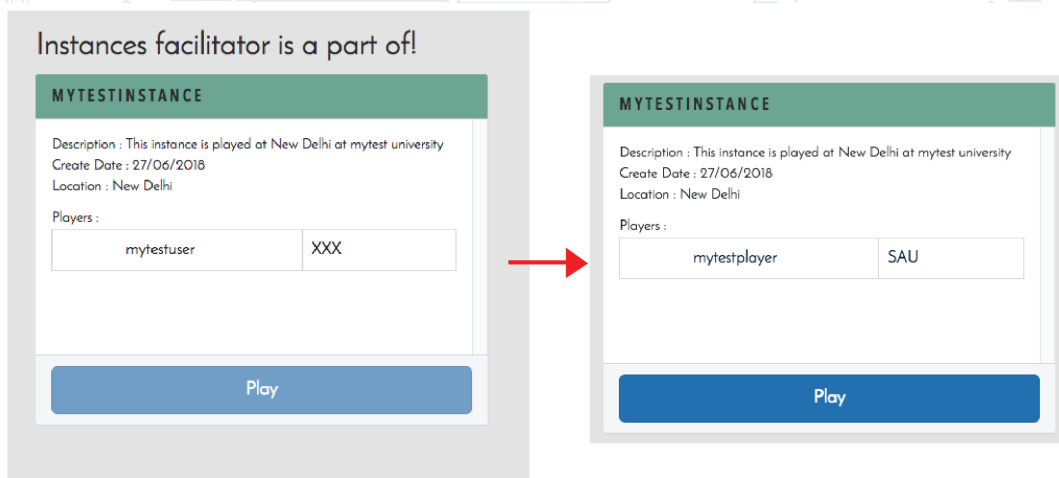 Instances facilitator is a part of!
MYTESTINSTANCE
Description : This instance is played at New Delhi at mytest university
Create Date : 27/06/2018
Location : New Delhi
Players :
mytestuser XXX
Play
MYTESTINSTANCE
Description : This instance is played at New Delhi at mytest university
Create Date : 27/06/2018
Location : New Delhi
Players :
mytestplayer SAU
Play